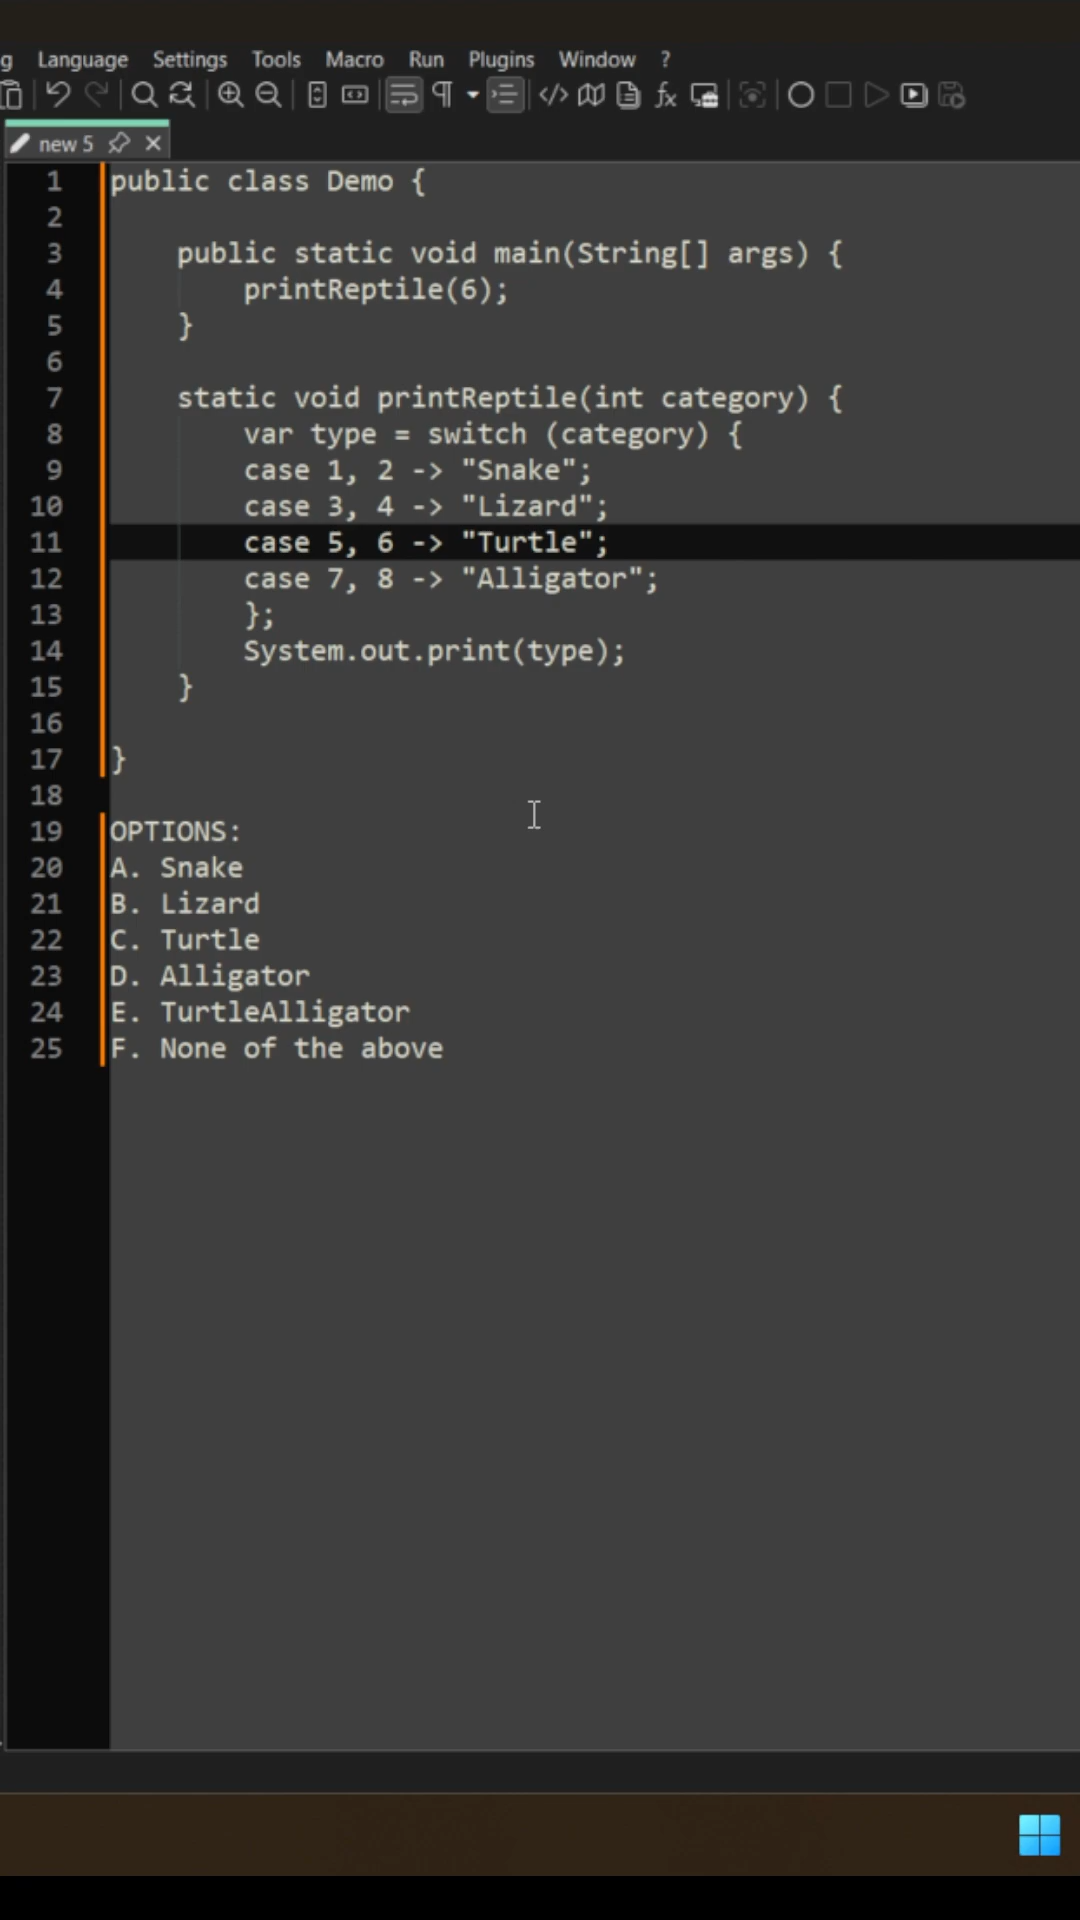 Language Settings Tools Macro Run Plugins Window ?
new 5
1 public class Demo {
2
3 public static void main(String[] args) {
4 printReptile(6);
5 }
6
7 static void printReptile(int category) {
8 var type = switch (category) {
9 case 1, 2 -> "Snake";
10 case 3, 4 -> "Lizard";
11 case 5, 6 -> "Turtle";
12 case 7, 8 -> "Alligator";
13 };
14 System.out.print(type);
15 }
16
17 }
18
19 OPTIONS:
20 A. Snake
21 B. Lizard
22 C. Turtle
23 D. Alligator
24 E. TurtleAlligator
25 F. None of the above